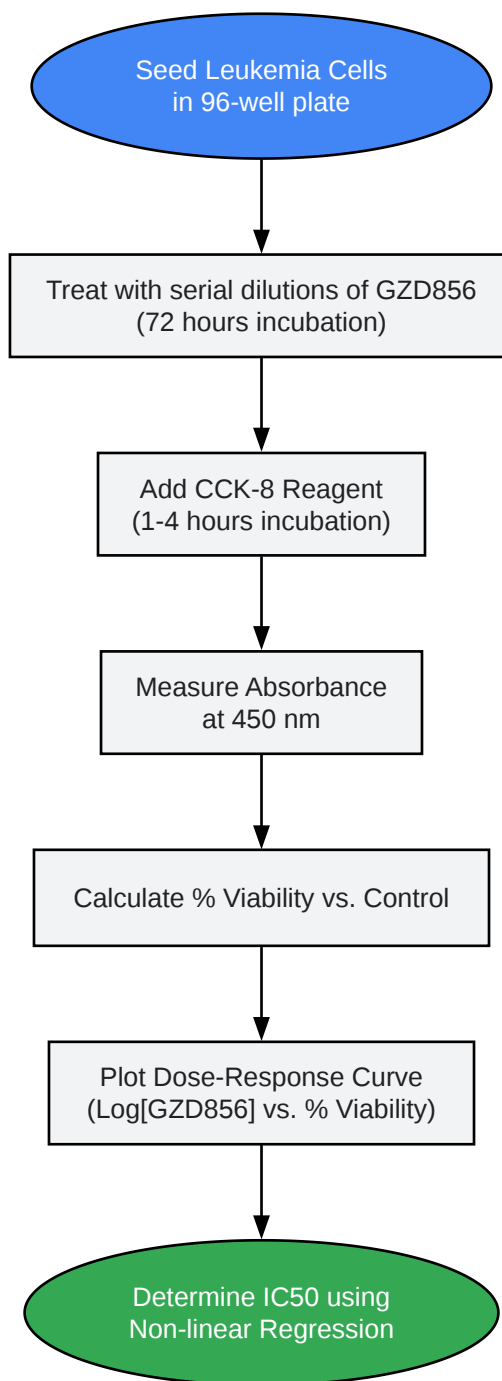 Seed Leukemia Cells
in 96-well plate
Treat with serial dilutions of GZD856
(72 hours incubation)
Add CCK-8 Reagent
(1-4 hours incubation)
Measure Absorbance
at 450 nm
Calculate % Viability vs. Control
Plot Dose-Response Curve
(Log[GZD856] vs. % Viability)
Determine IC50 using
Non-linear Regression